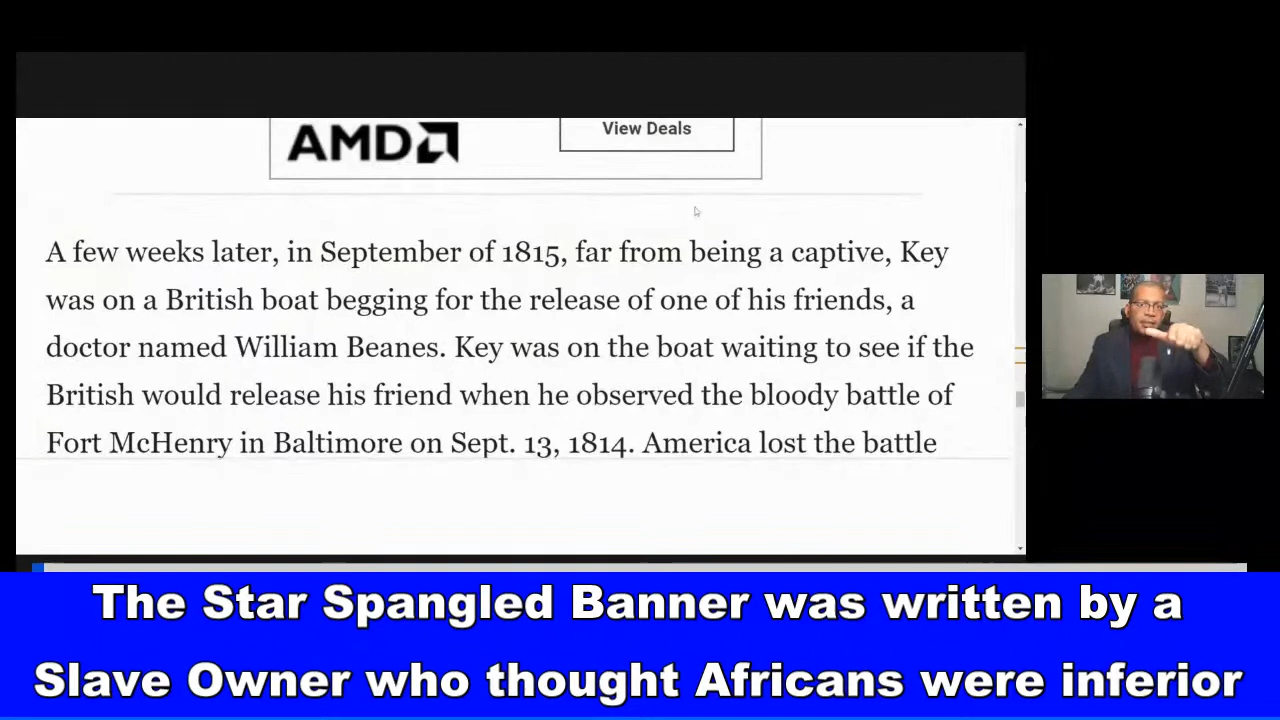 AMD
View Deals
A few weeks later, in September of 1815, far from being a captive, Key
was on a British boat begging for the release of one of his friends, a
doctor named William Beanes. Key was on the boat waiting to see if the
British would release his friend when he observed the bloody battle of
Fort McHenry in Baltimore on Sept. 13, 1814. America lost the battle
The Star Spangled Banner was written by a
Slave Owner who thought Africans were inferior